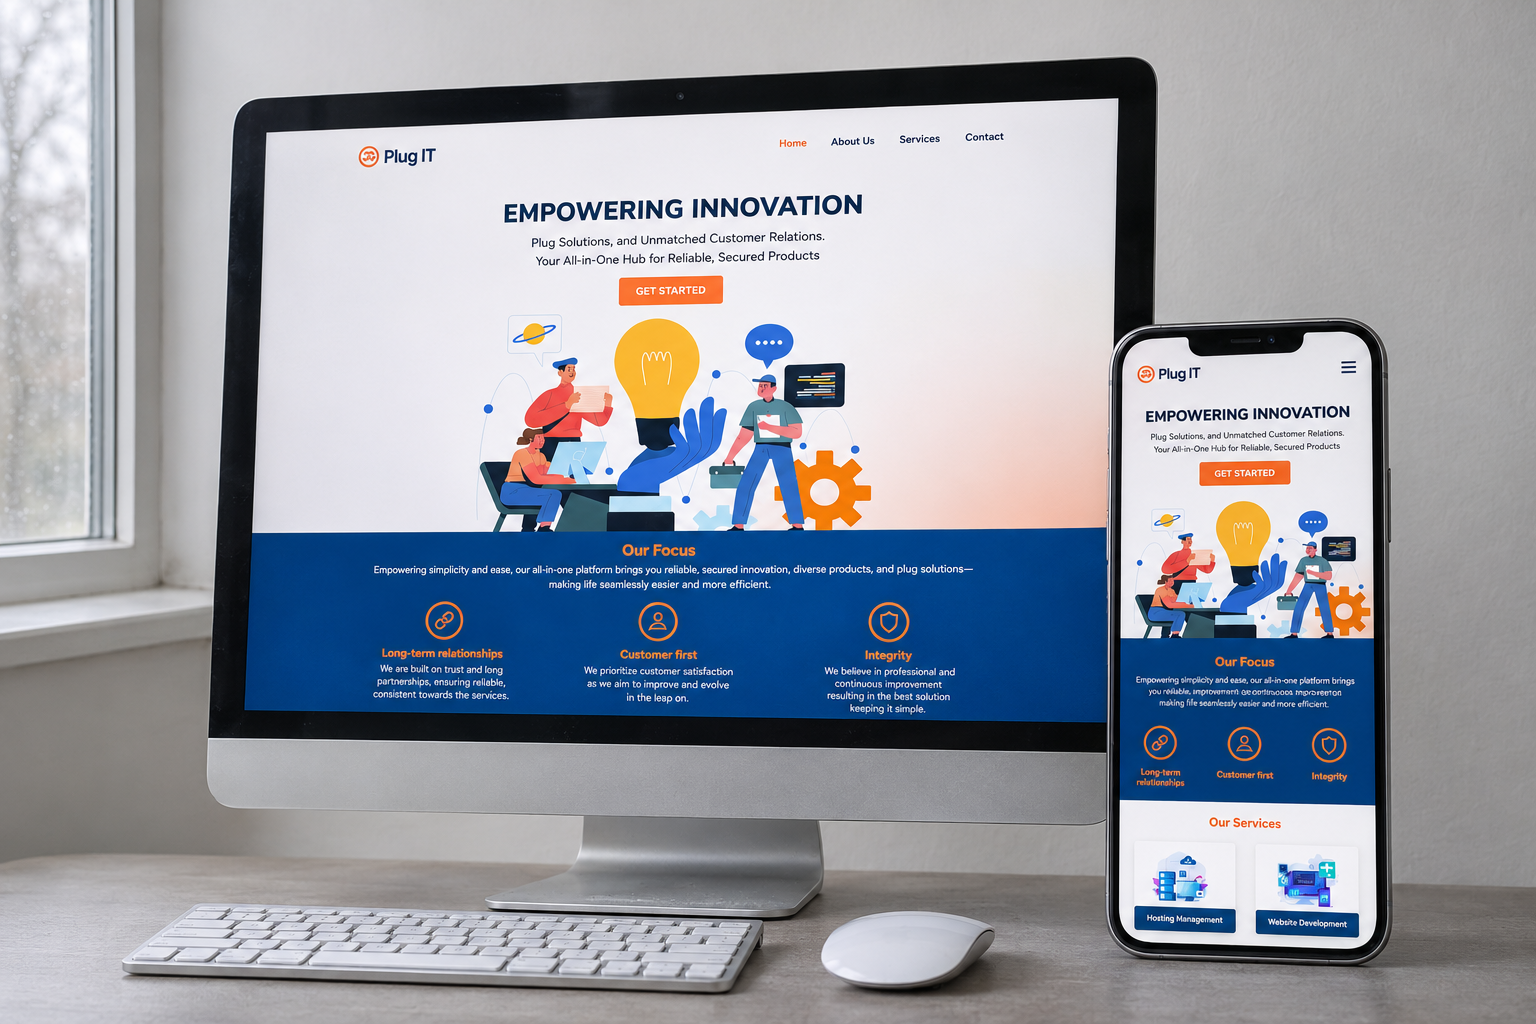 Plug IT
Home
About Us
Services
Contact
EMPOWERING INNOVATION
Plug Solutions, and Unmatched Customer Relations.
Your All-in-One Hub for Reliable, Secured Products
GET STARTED
Our Focus
Empowering simplicity and ease, our all-in-one platform brings you reliable, secured innovation, diverse products, and plug solutions—
making life seamlessly easier and more efficient.
Long-term relationships
We are built on trust and long
partnerships, ensuring reliable,
consistent towards the services.
Customer first
We prioritize customer satisfaction
as we aim to improve and evolve
in the leap on.
Integrity
We believe in professional and
continuous improvement
resulting in the best solution
keeping it simple.
Plug IT
EMPOWERING INNOVATION
Plug Solutions, and Unmatched Customer Relations.
Your All-in-One Hub for Reliable, Secured Products
GET STARTED
Our Focus
Empowering simplicity and ease, our all-in-one platform brings
you reliable, improvement
making life seamlessly easier and more efficient.
Long-term
relationships
Customer first
Integrity
Our Services
Hosting Management
Website Development